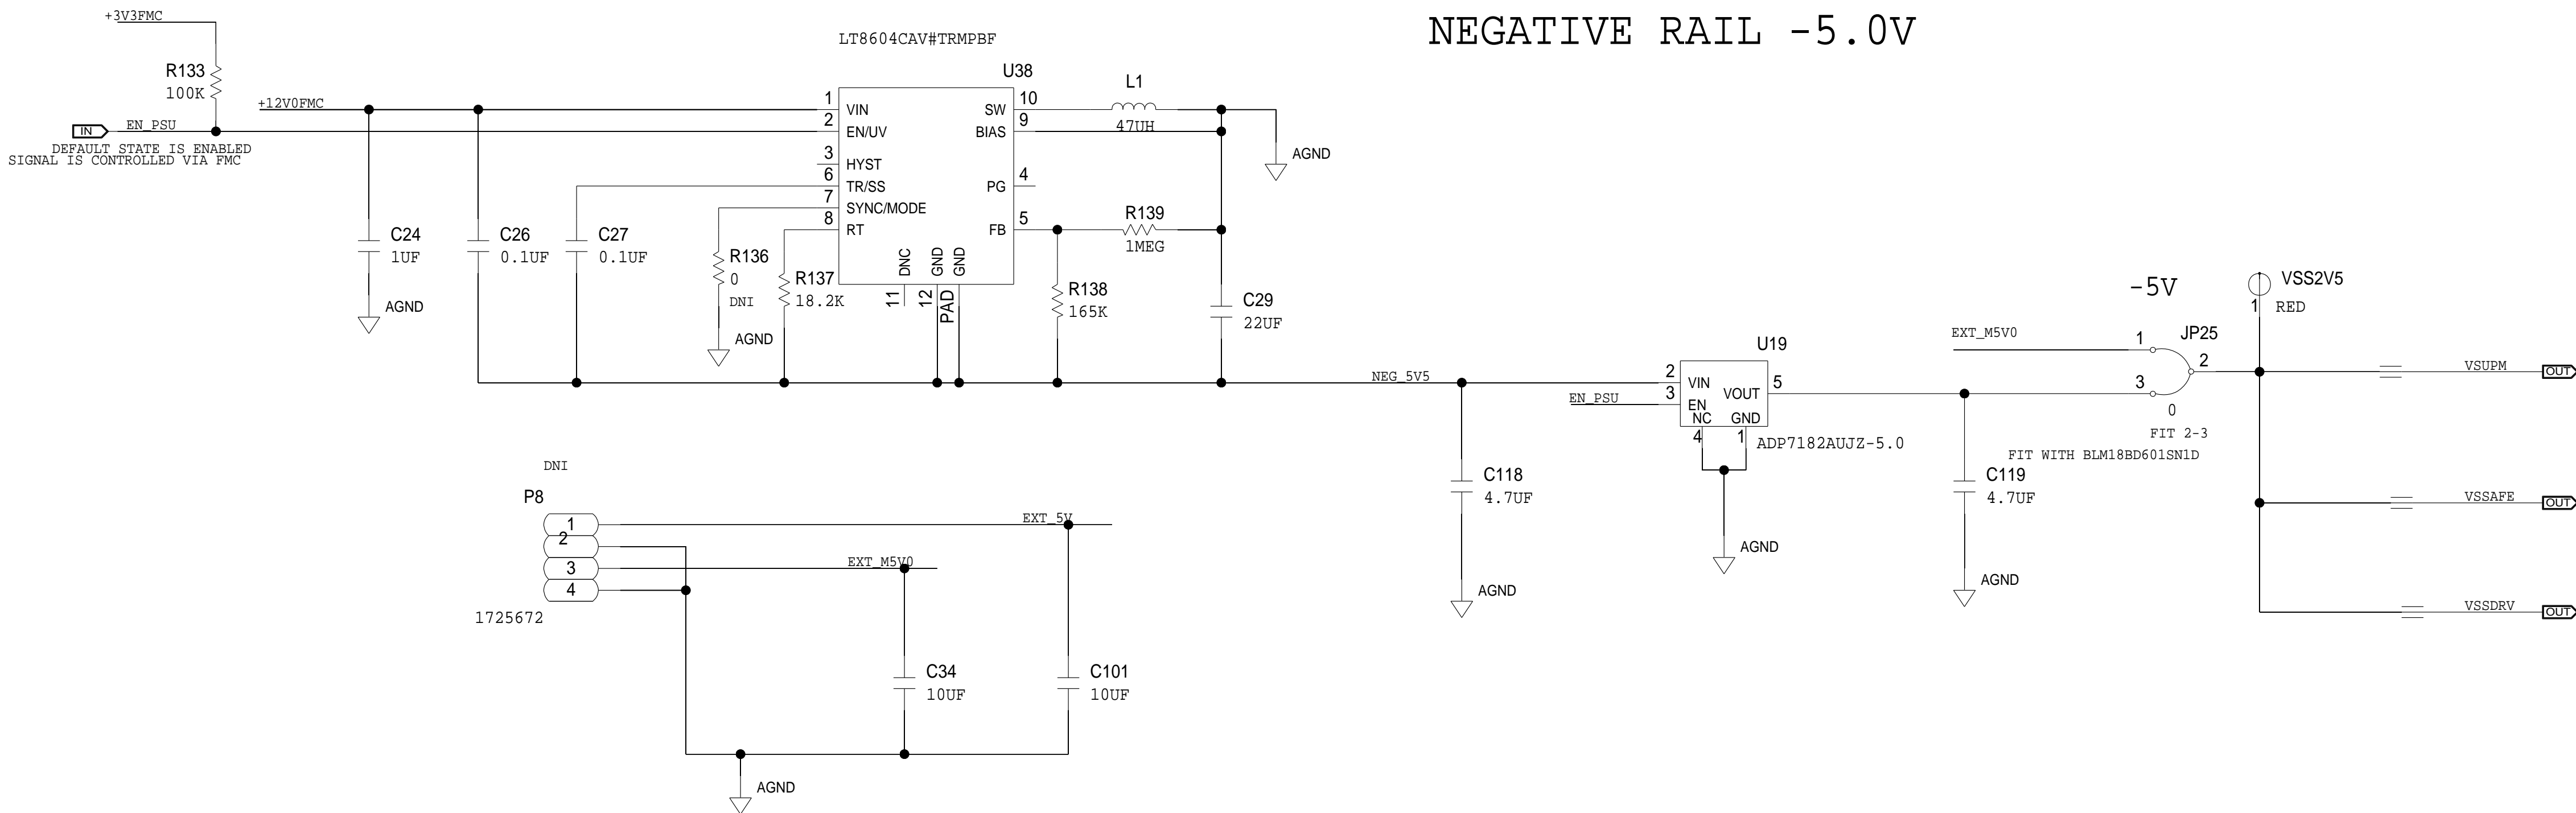 NEGATIVE RAIL -5.0V
+3V3FMC
R133
100K
+12V0FMC
IN
EN_PSU
DEFAULT STATE IS ENABLED
SIGNAL IS CONTROLLED VIA FMC
LT8604CAV#TRMPBF
U38
1
VIN
2
EN/UV
3
HYST
6
TR/SS
7
SYNC/MODE
8
RT
10
SW
9
BIAS
4
PG
5
FB
DNC
GND
GND
11
12
PAD
L1
47UH
AGND
C24
1UF
AGND
C26
0.1UF
C27
0.1UF
R136
0
DNI
AGND
R137
18.2K
R139
1MEG
R138
165K
C29
22UF
NEG_5V5
EN_PSU
U19
2
VIN
3
EN
NC
GND
VOUT
5
4
1
ADP7182AUJZ-5.0
AGND
C118
4.7UF
AGND
C119
4.7UF
AGND
EXT_M5V0
-5V
1
JP25
2
3
0
FIT 2-3
FIT WITH BLM18BD601SN1D
VSS2V5
1
RED
VSUPM
OUT
VSSAFE
OUT
VSSDRV
OUT
DNI
P8
1
2
3
4
1725672
EXT_5V
EXT_M5V0
C34
10UF
C101
10UF
AGND